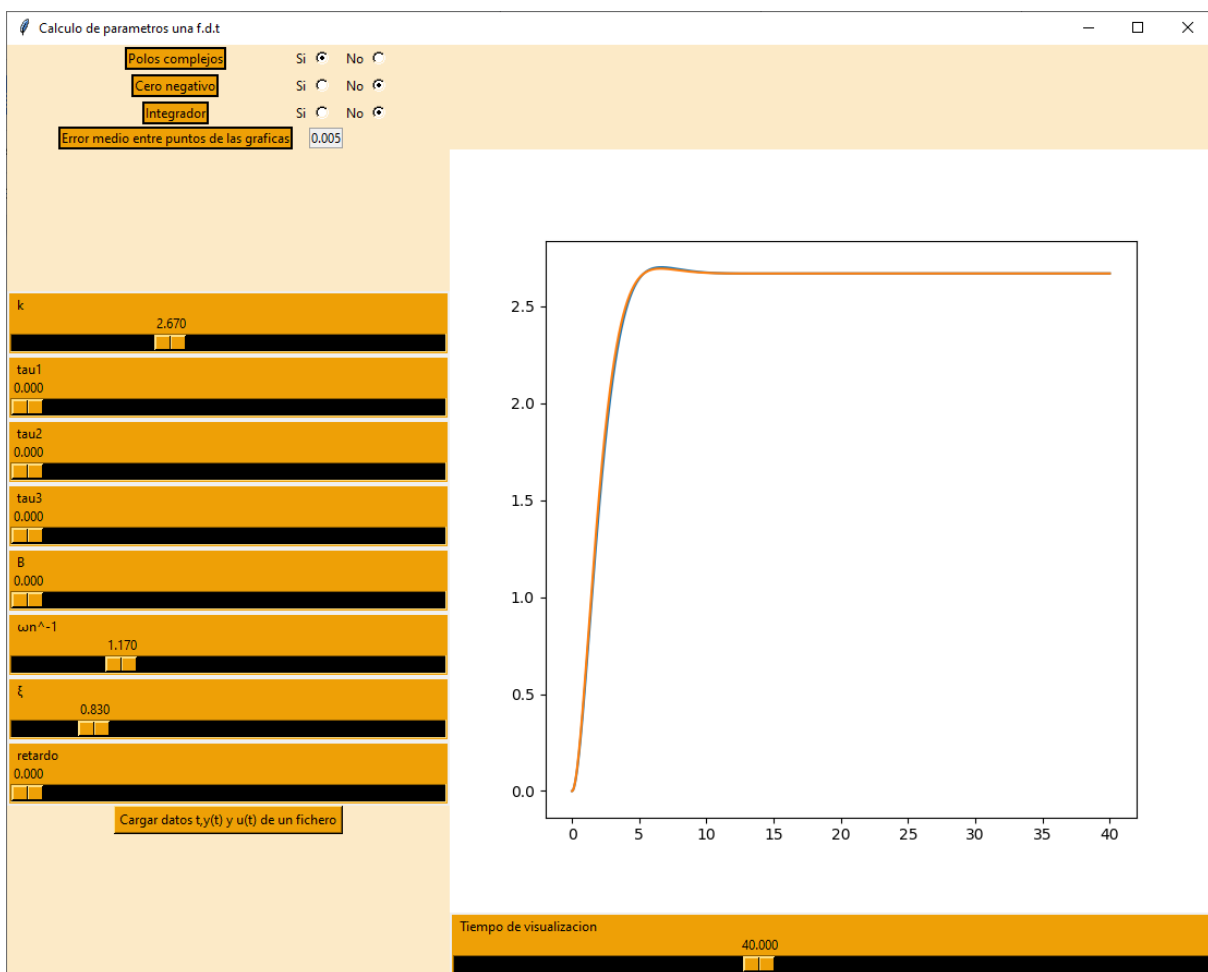 Calculo de parametros una f.d.t
Polos complejos Si No
Cero negativo Si No
Integrador Si No
Error medio entre puntos de las graficas 0.005
k
2.670
tau1
0.000
tau2
0.000
tau3
0.000
B
0.000
ωn^-1
1.170
ξ
0.830
retardo
0.000
Cargar datos t,y(t) y u(t) de un fichero
2.5
2.0
1.5
1.0
0.5
0.0
0 5 10 15 20 25 30 35 40
Tiempo de visualizacion
40.000